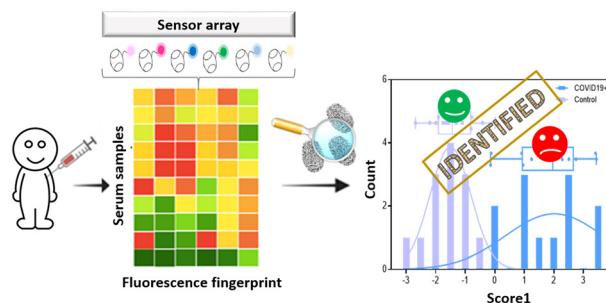 Sensor array
Serum samples
Fluorescence fingerprint
IDENTIFIED
COVID19+
Control
Count
6
4
2
0
-3 -2 -1 0 1 2 3
Score1